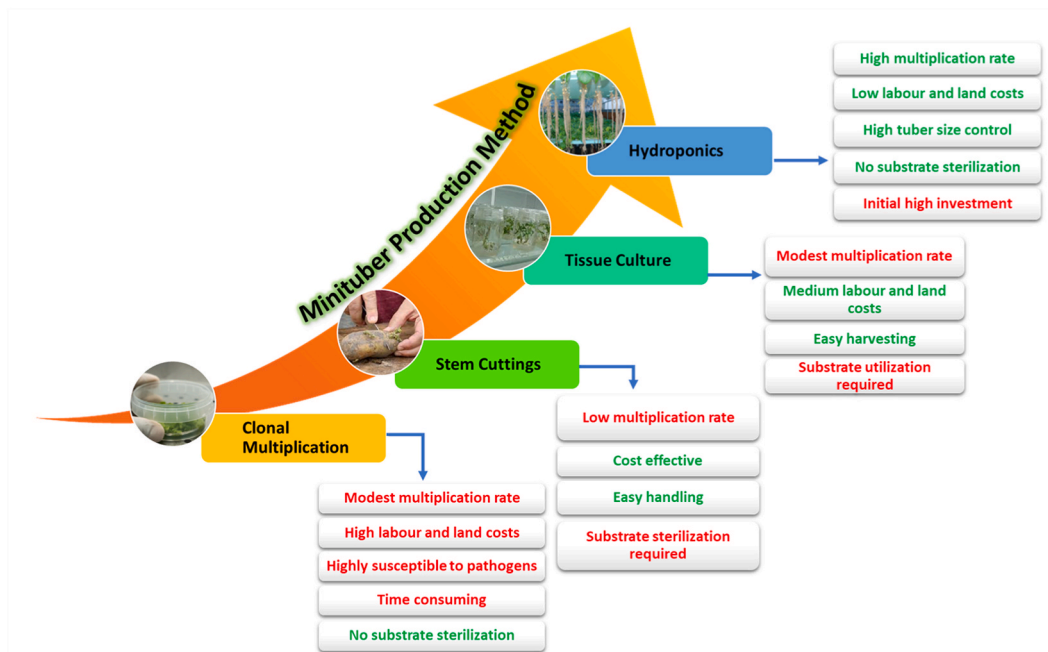 Minituber Production Method
Hydroponics
High multiplication rate
Low labour and land costs
High tuber size control
No substrate sterilization
Initial high investment
Tissue Culture
Modest multiplication rate
Medium labour and land
costs
Easy harvesting
Substrate utilization
required
Stem Cuttings
Low multiplication rate
Cost effective
Easy handling
Substrate sterilization
required
Clonal
Multiplication
Modest multiplication rate
High labour and land costs
Highly susceptible to pathogens
Time consuming
No substrate sterilization